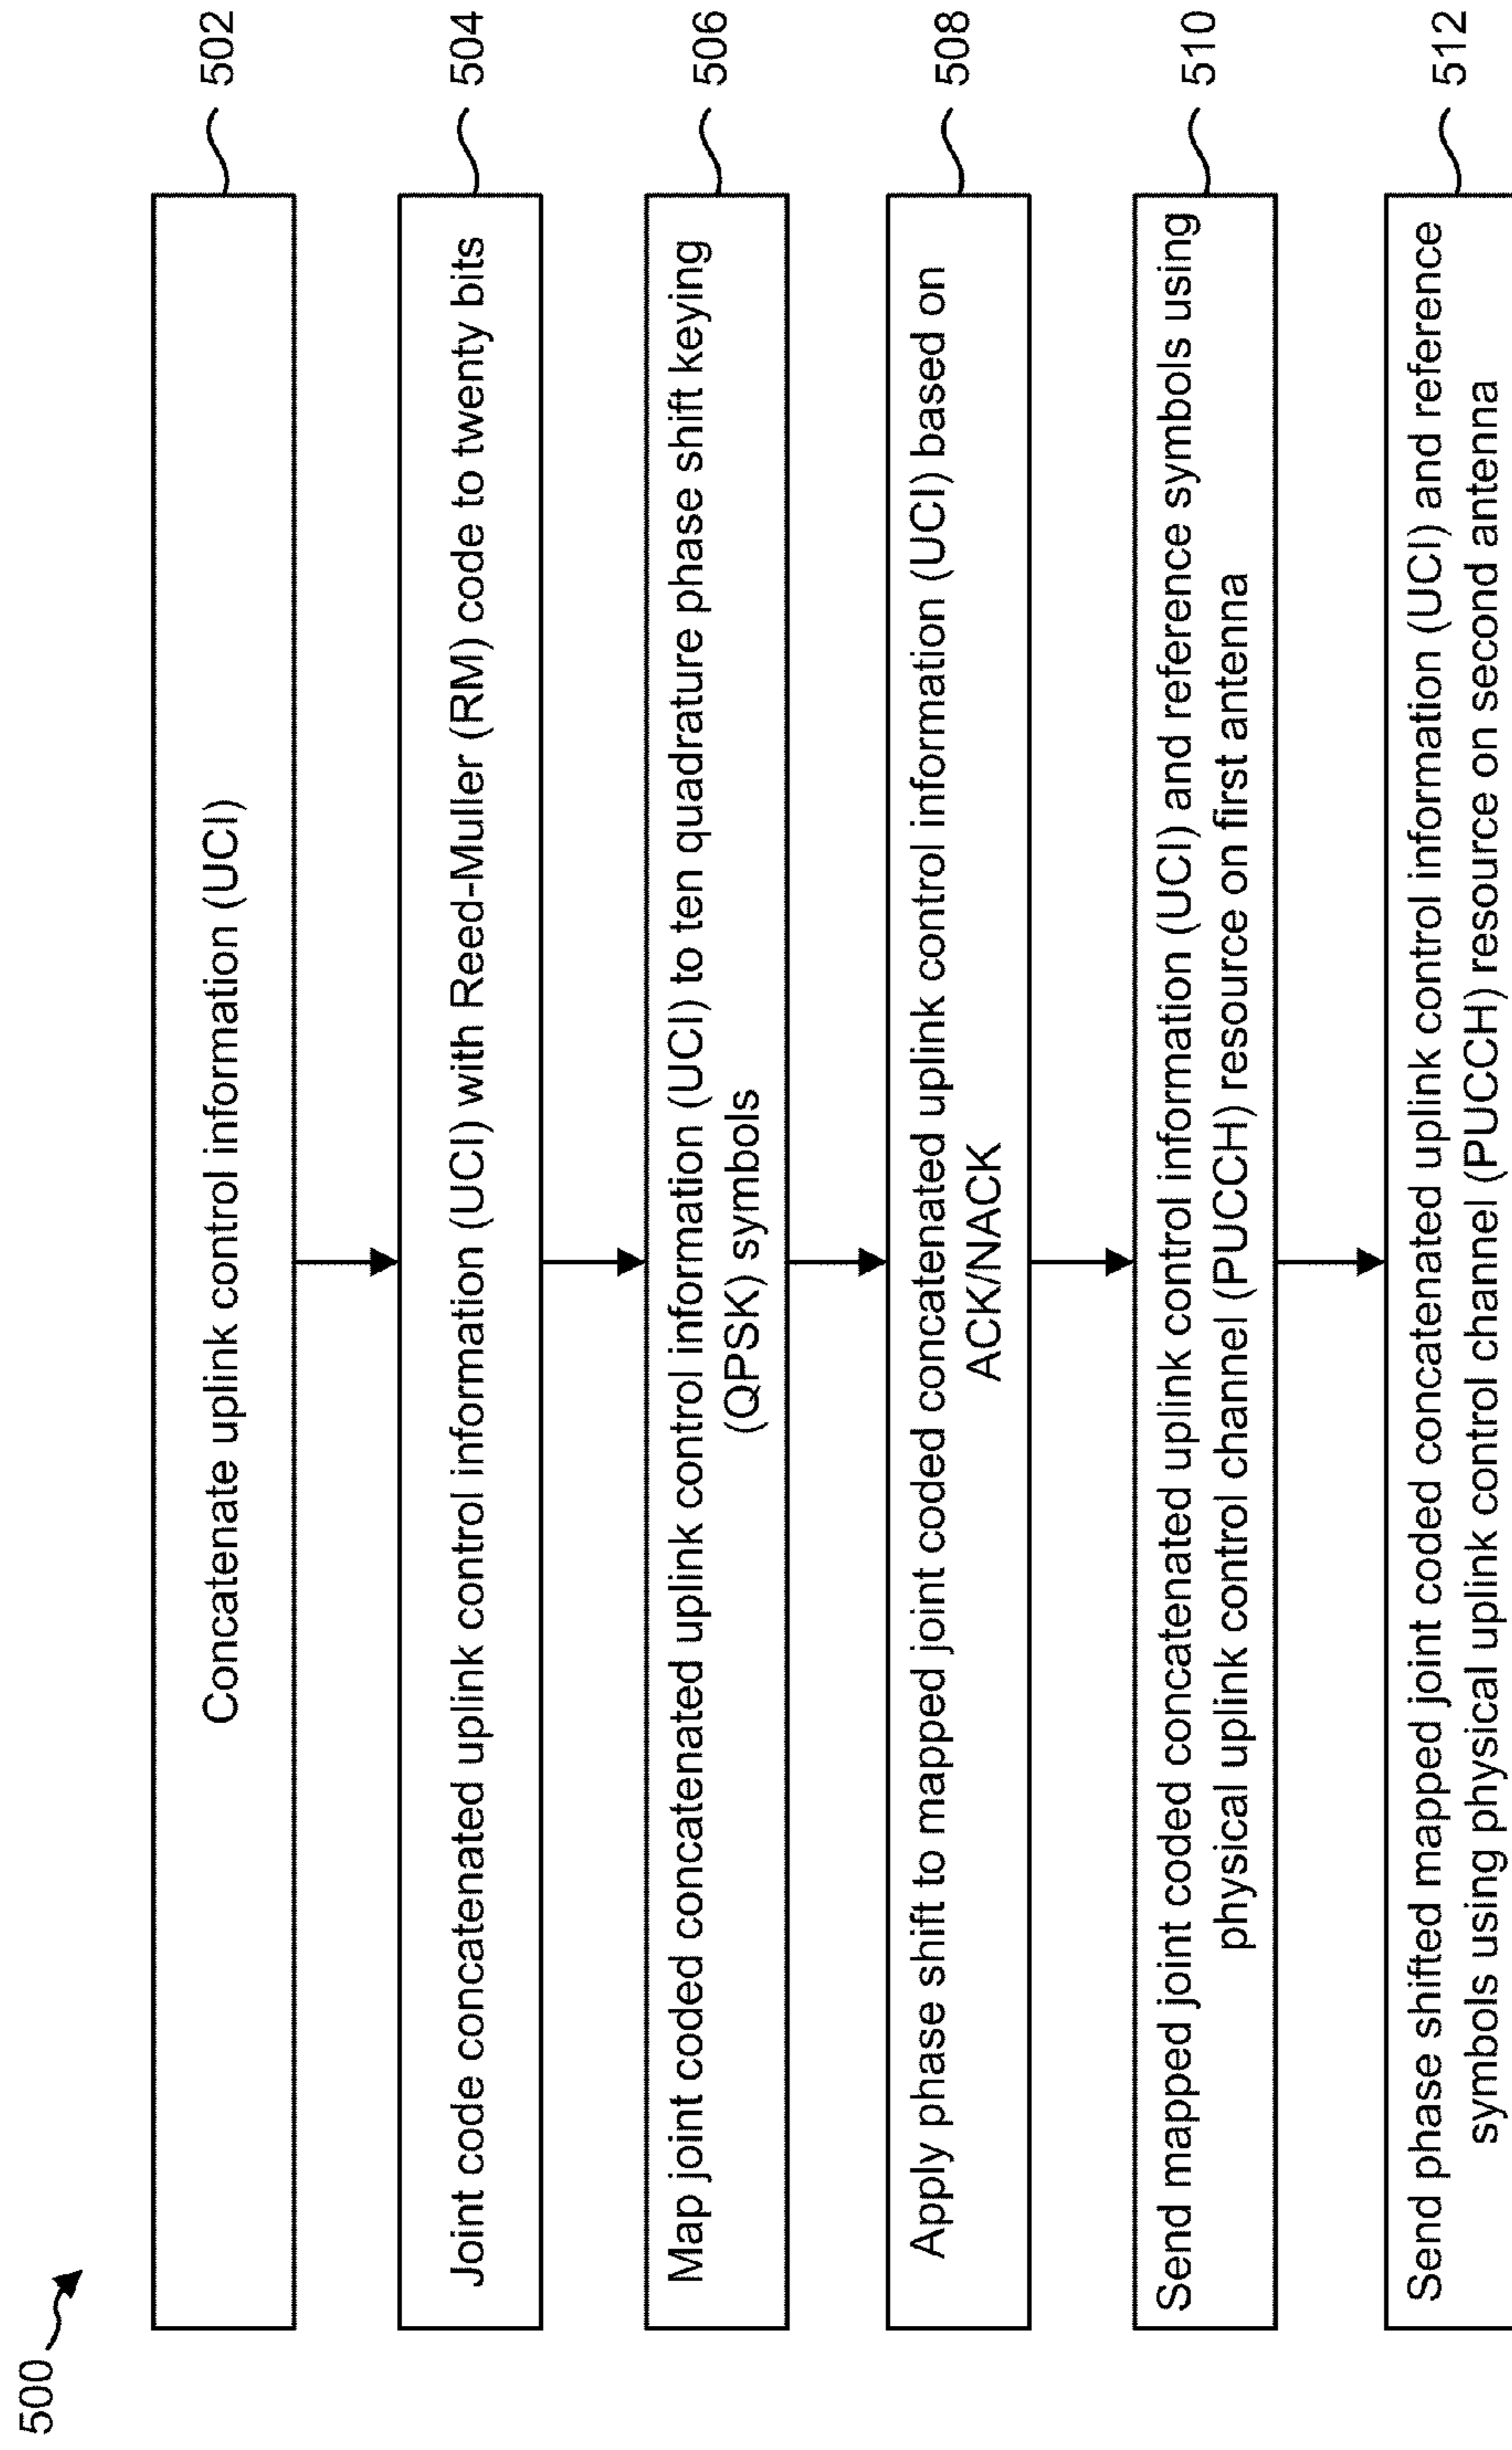 500
Concatenate uplink control information (UCI)
502
Joint code concatenated uplink control information (UCI) with Reed-Muller (RM) code to twenty bits
504
Map joint coded concatenated uplink control information (UCI) to ten quadrature phase shift keying
(QPSK) symbols
506
Apply phase shift to mapped joint coded concatenated uplink control information (UCI) based on
ACK/NACK
508
Send mapped joint coded concatenated uplink control information (UCI) and reference symbols using
physical uplink control channel (PUCCH) resource on first antenna
510
Send phase shifted mapped joint coded concatenated uplink control information (UCI) and reference
symbols using physical uplink control channel (PUCCH) resource on second antenna
512